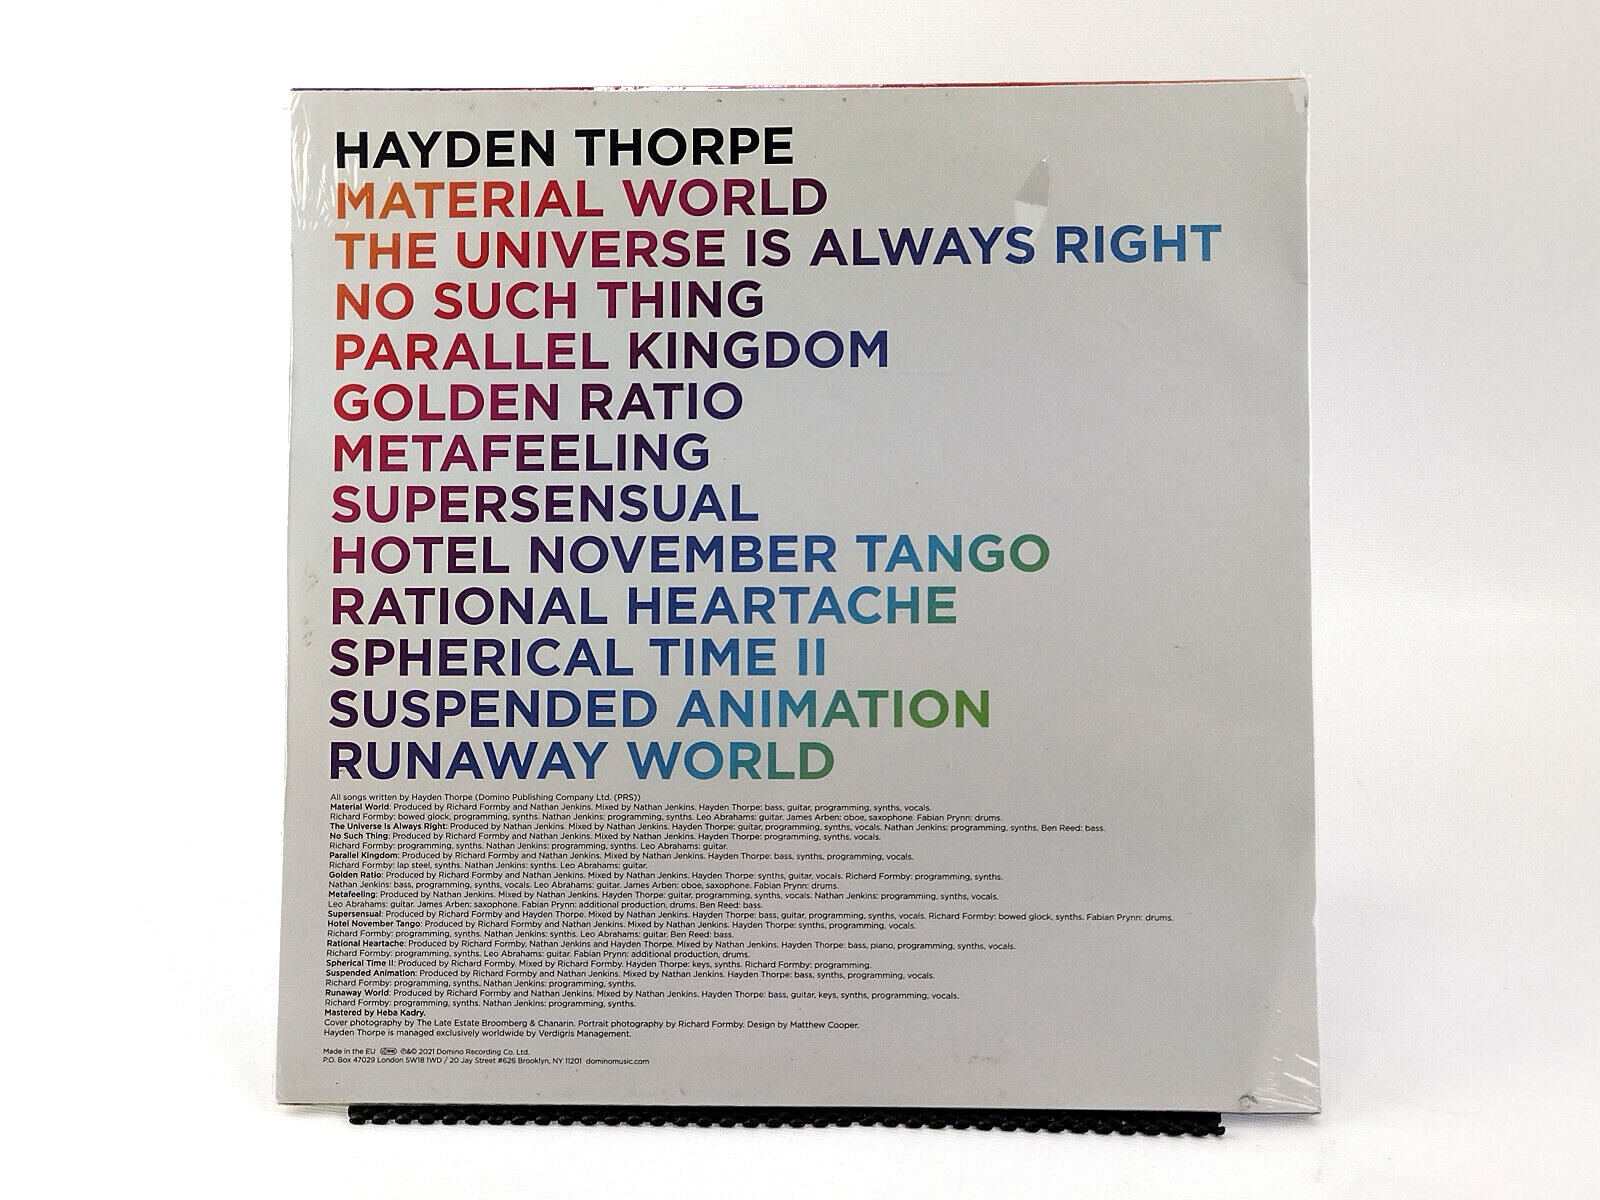 HAYDEN THORPE
MATERIAL WORLD
THE UNIVERSE IS ALWAYS RIGHT
NO SUCH THING
PARALLEL KINGDOM
GOLDEN RATIO
METAFEELING
SUPERSENSUAL
HOTEL NOVEMBER TANGO
RATIONAL HEARTACHE
SPHERICAL TIME II
SUSPENDED ANIMATION
RUNAWAY WORLD
All songs written by Hayden Thorpe (Domino Publishing Company Ltd. (PRS))
Material World: Produced by Richard Formby and Nathan Jenkins. Mixed by Nathan Jenkins. Hayden Thorpe: bass, guitar, programming, synths, vocals.
Richard Formby: bowed glock, programming, synths. Nathan Jenkins: programming, synths. Leo Abrahams: guitar. James Arben: oboe, saxophone. Fabian Prynn: drums.
The Universe Is Always Right: Produced by Nathan Jenkins. Mixed by Nathan Jenkins. Hayden Thorpe: guitar, programming, synths, vocals. Nathan Jenkins: programming, synths. Ben Reed: bass.
No Such Thing: Produced by Richard Formby and Nathan Jenkins. Mixed by Nathan Jenkins. Hayden Thorpe: programming, synths, vocals.
Richard Formby: programming, synths. Nathan Jenkins: programming, synths. Leo Abrahams: guitar.
Parallel Kingdom: Produced by Richard Formby and Nathan Jenkins. Mixed by Nathan Jenkins. Hayden Thorpe: bass, synths, programming, vocals.
Richard Formby: lap steel, synths. Nathan Jenkins: synths. Leo Abrahams: guitar.
Golden Ratio: Produced by Richard Formby and Nathan Jenkins. Mixed by Nathan Jenkins. Hayden Thorpe: synths, guitar, vocals. Richard Formby: programming, synths.
Nathan Jenkins: bass, programming, synths, vocals. Leo Abrahams: guitar. James Arben: oboe, saxophone. Fabian Prynn: drums.
Metafeeling: Produced by Nathan Jenkins. Mixed by Nathan Jenkins. Hayden Thorpe: guitar, programming, synths, vocals. Nathan Jenkins: programming, synths, vocals.
Leo Abrahams: guitar. James Arben: saxophone. Fabian Prynn: additional production, drums. Ben Reed: bass.
Supersensual: Produced by Richard Formby and Hayden Thorpe. Mixed by Nathan Jenkins. Hayden Thorpe: bass, guitar, programming, synths, vocals. Richard Formby: bowed glock, synths. Fabian Prynn: drums.
Hotel November Tango: Produced by Richard Formby and Nathan Jenkins. Mixed by Nathan Jenkins. Hayden Thorpe: synths, programming, vocals.
Richard Formby: programming, synths. Nathan Jenkins: synths. Leo Abrahams: guitar. Ben Reed: bass.
Rational Heartache: Produced by Richard Formby, Nathan Jenkins and Hayden Thorpe. Mixed by Nathan Jenkins. Hayden Thorpe: bass, piano, programming, synths, vocals.
Richard Formby: programming, synths. Leo Abrahams: guitar. Fabian Prynn: additional production, drums.
Spherical Time II: Produced by Richard Formby. Mixed by Richard Formby. Hayden Thorpe: keys, synths. Richard Formby: programming.
Suspended Animation: Produced by Richard Formby and Nathan Jenkins. Mixed by Nathan Jenkins. Hayden Thorpe: bass, synths, programming, vocals.
Richard Formby: programming, synths. Nathan Jenkins: programming, synths.
Runaway World: Produced by Richard Formby and Nathan Jenkins. Mixed by Nathan Jenkins. Hayden Thorpe: bass, guitar, keys, synths, programming, vocals.
Richard Formby: programming, synths. Nathan Jenkins: programming, synths.
Mastered by Heba Kadry.
Cover photography by The Late Estate Broomberg & Chanarin. Portrait photography by Richard Formby. Design by Matthew Cooper.
Hayden Thorpe is managed exclusively worldwide by Verdigris Management.
Made in the EU ℗&© 2021 Domino Recording Co. Ltd.
P.O. Box 47029 London SW18 1WD / 20 Jay Street #626 Brooklyn, NY 11201 dominomusic.com